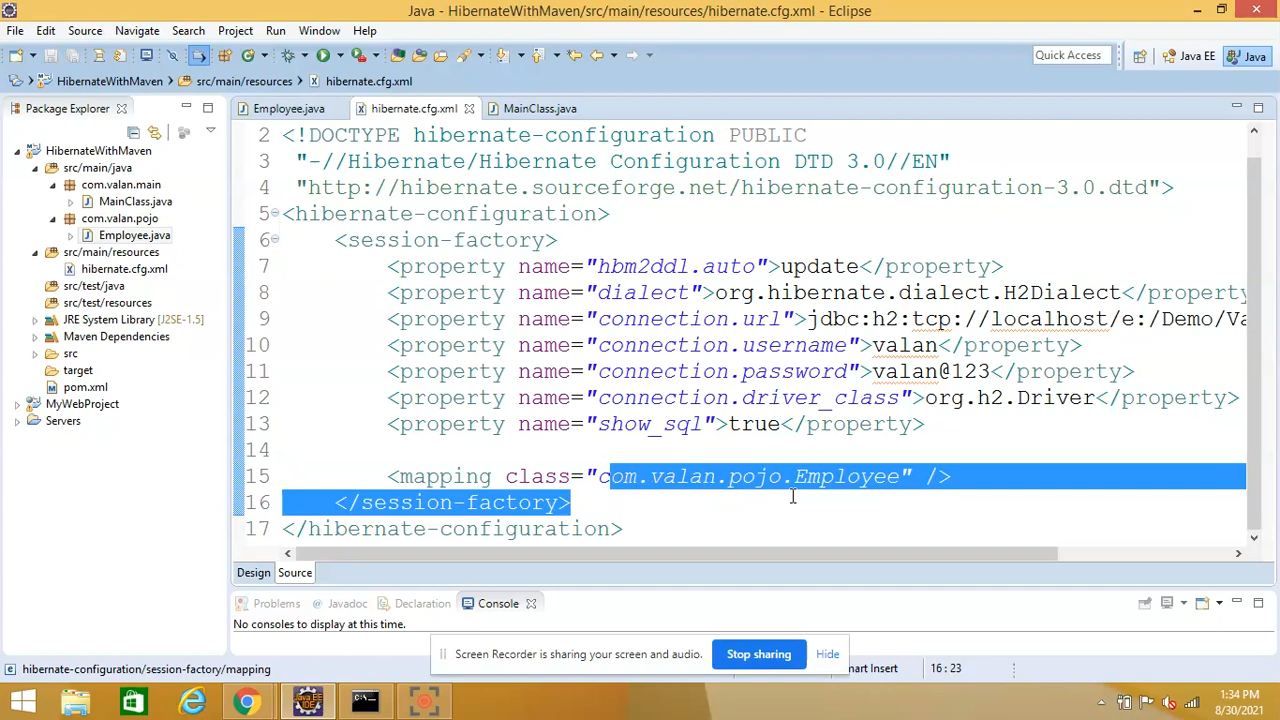 Java - HibernateWithMaven/src/main/resources/hibernate.cfg.xml - Eclipse
File Edit Source Navigate Search Project Run Window Help
Quick Access Java EE Java
HibernateWithMaven src/main/resources hibernate.cfg.xml
Package Explorer
HibernateWithMaven
src/main/java
com.valan.main
MainClass.java
com.valan.pojo
Employee.java
src/main/resources
hibernate.cfg.xml
src/test/java
src/test/resources
JRE System Library [J2SE-1.5]
Maven Dependencies
src
target
pom.xml
MyWebProject
Servers
Employee.java hibernate.cfg.xml MainClass.java
2 <!DOCTYPE hibernate-configuration PUBLIC
3 "-//Hibernate/Hibernate Configuration DTD 3.0//EN"
4 "http://hibernate.sourceforge.net/hibernate-configuration-3.0.dtd">
5 <hibernate-configuration>
6 <session-factory>
7 <property name="hbm2ddl.auto">update</property>
8 <property name="dialect">org.hibernate.dialect.H2Dialect</property
9 <property name="connection.url">jdbc:h2:tcp://localhost/e:/Demo/Va
10 <property name="connection.username">valan</property>
11 <property name="connection.password">valan@123</property>
12 <property name="connection.driver_class">org.h2.Driver</property>
13 <property name="show_sql">true</property>
14
15 <mapping class="com.valan.pojo.Employee" />
16 </session-factory>
17 </hibernate-configuration>
Design Source
Problems @ Javadoc Declaration Console
No consoles to display at this time.
Screen Recorder is sharing your screen and audio. Stop sharing Hide
hibernate-configuration/session-factory/mapping mart Insert 16 : 23
1:34 PM
8/30/2021